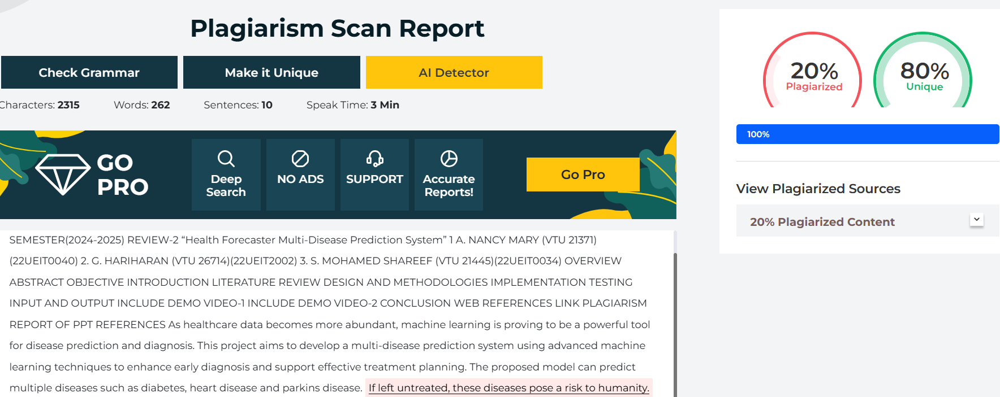 Plagiarism Scan Report
Check Grammar
Make it Unique
AI Detector
Characters: 2315
Words: 262
Sentences: 10
Speak Time: 3 Min
GO
PRO
Deep
Search
NO ADS
SUPPORT
Accurate
Reports!
Go Pro
SEMESTER(2024-2025) REVIEW-2 “Health Forecaster Multi-Disease Prediction System” 1 A. NANCY MARY (VTU 21371)
(22UEIT0040) 2. G. HARIHARAN (VTU 26714)(22UEIT2002) 3. S. MOHAMED SHAREEF (VTU 21445)(22UEIT0034) OVERVIEW
ABSTRACT OBJECTIVE INTRODUCTION LITERATURE REVIEW DESIGN AND METHODOLOGIES IMPLEMENTATION TESTING
INPUT AND OUTPUT INCLUDE DEMO VIDEO-1 INCLUDE DEMO VIDEO-2 CONCLUSION WEB REFERENCES LINK PLAGIARISM
REPORT OF PPT REFERENCES As healthcare data becomes more abundant, machine learning is proving to be a powerful tool
for disease prediction and diagnosis. This project aims to develop a multi-disease prediction system using advanced machine
learning techniques to enhance early diagnosis and support effective treatment planning. The proposed model can predict
multiple diseases such as diabetes, heart disease and parkins disease. If left untreated, these diseases pose a risk to humanity.
20%
Plagiarized
80%
Unique
100%
View Plagiarized Sources
20% Plagiarized Content